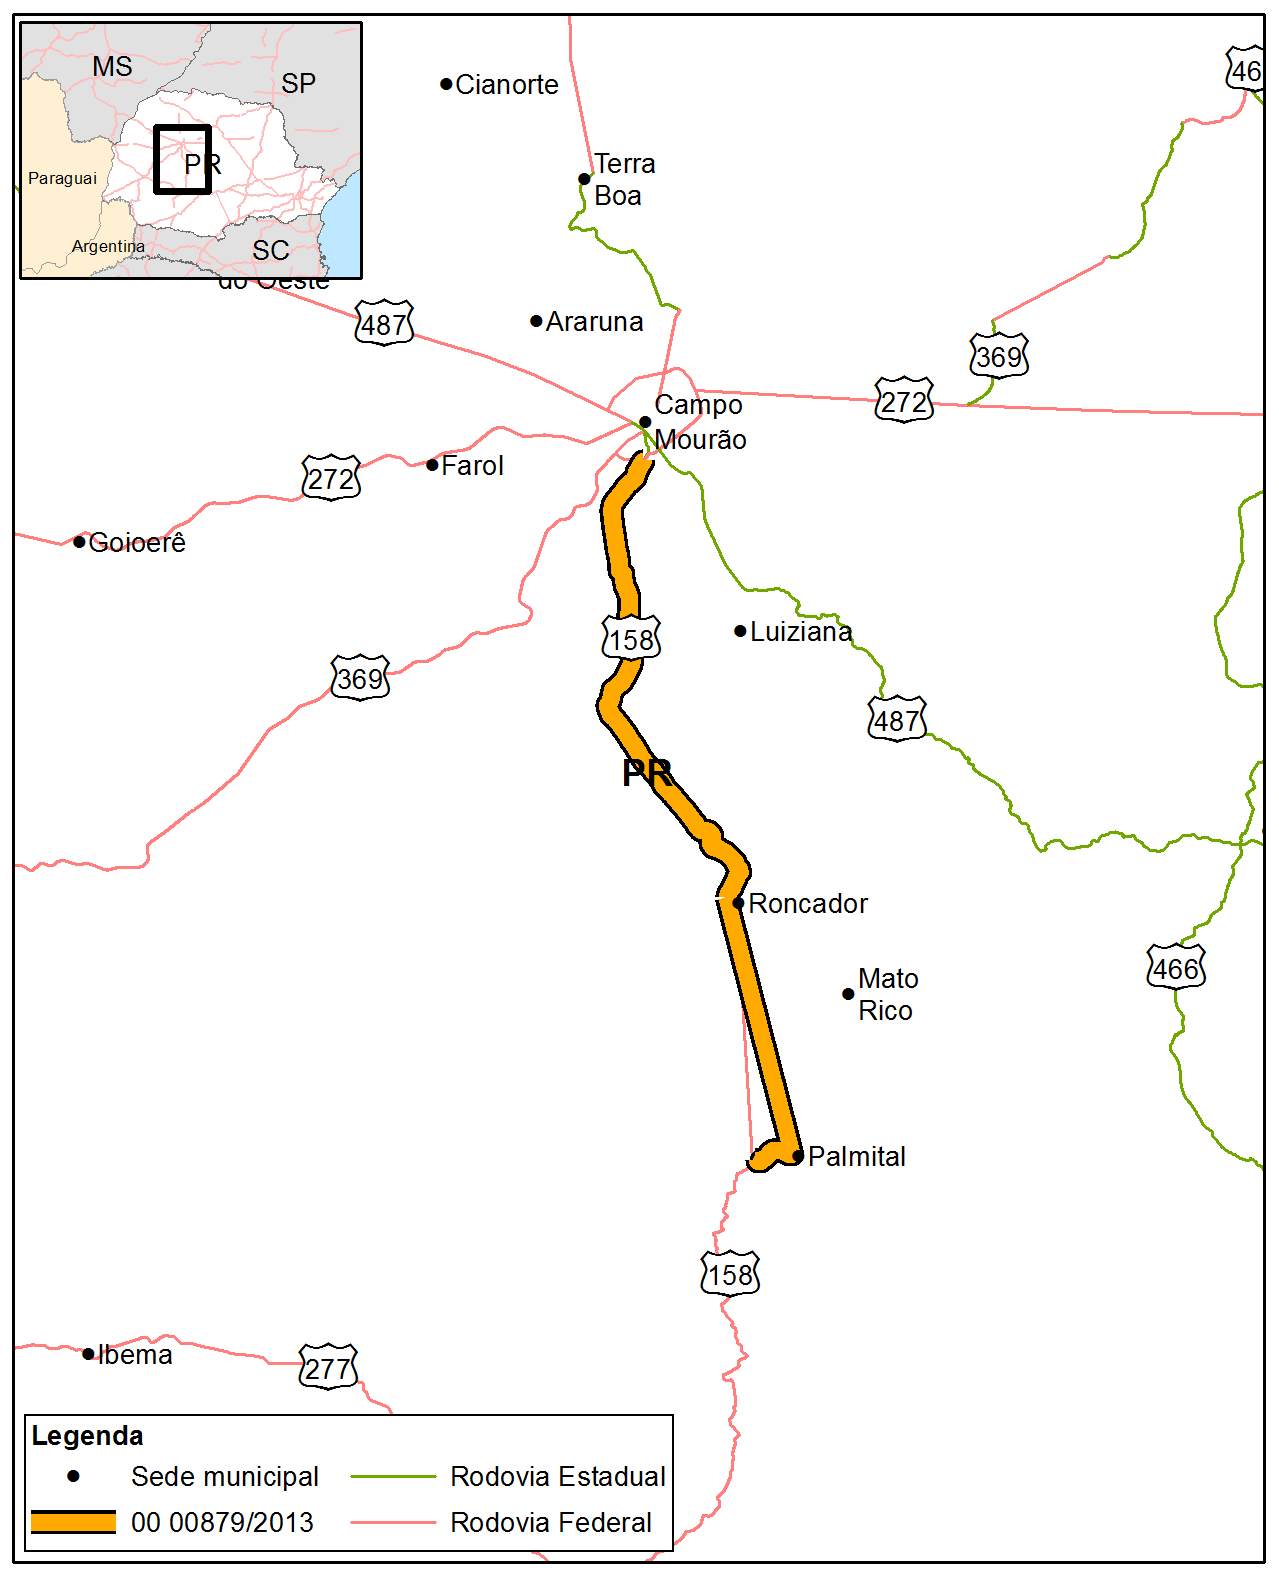 MS
SP
Paraguai
PR
Argentina
SC
Cianorte
46
Terra
Boa
do Oeste
487
Araruna
369
272
Campo
Mourão
272
Farol
Goioerê
158
Luiziana
369
487
PR
Roncador
466
Mato
Rico
Palmital
158
Ibema
277
Legenda
Sede municipal
Rodovia Estadual
00 00879/2013
Rodovia Federal